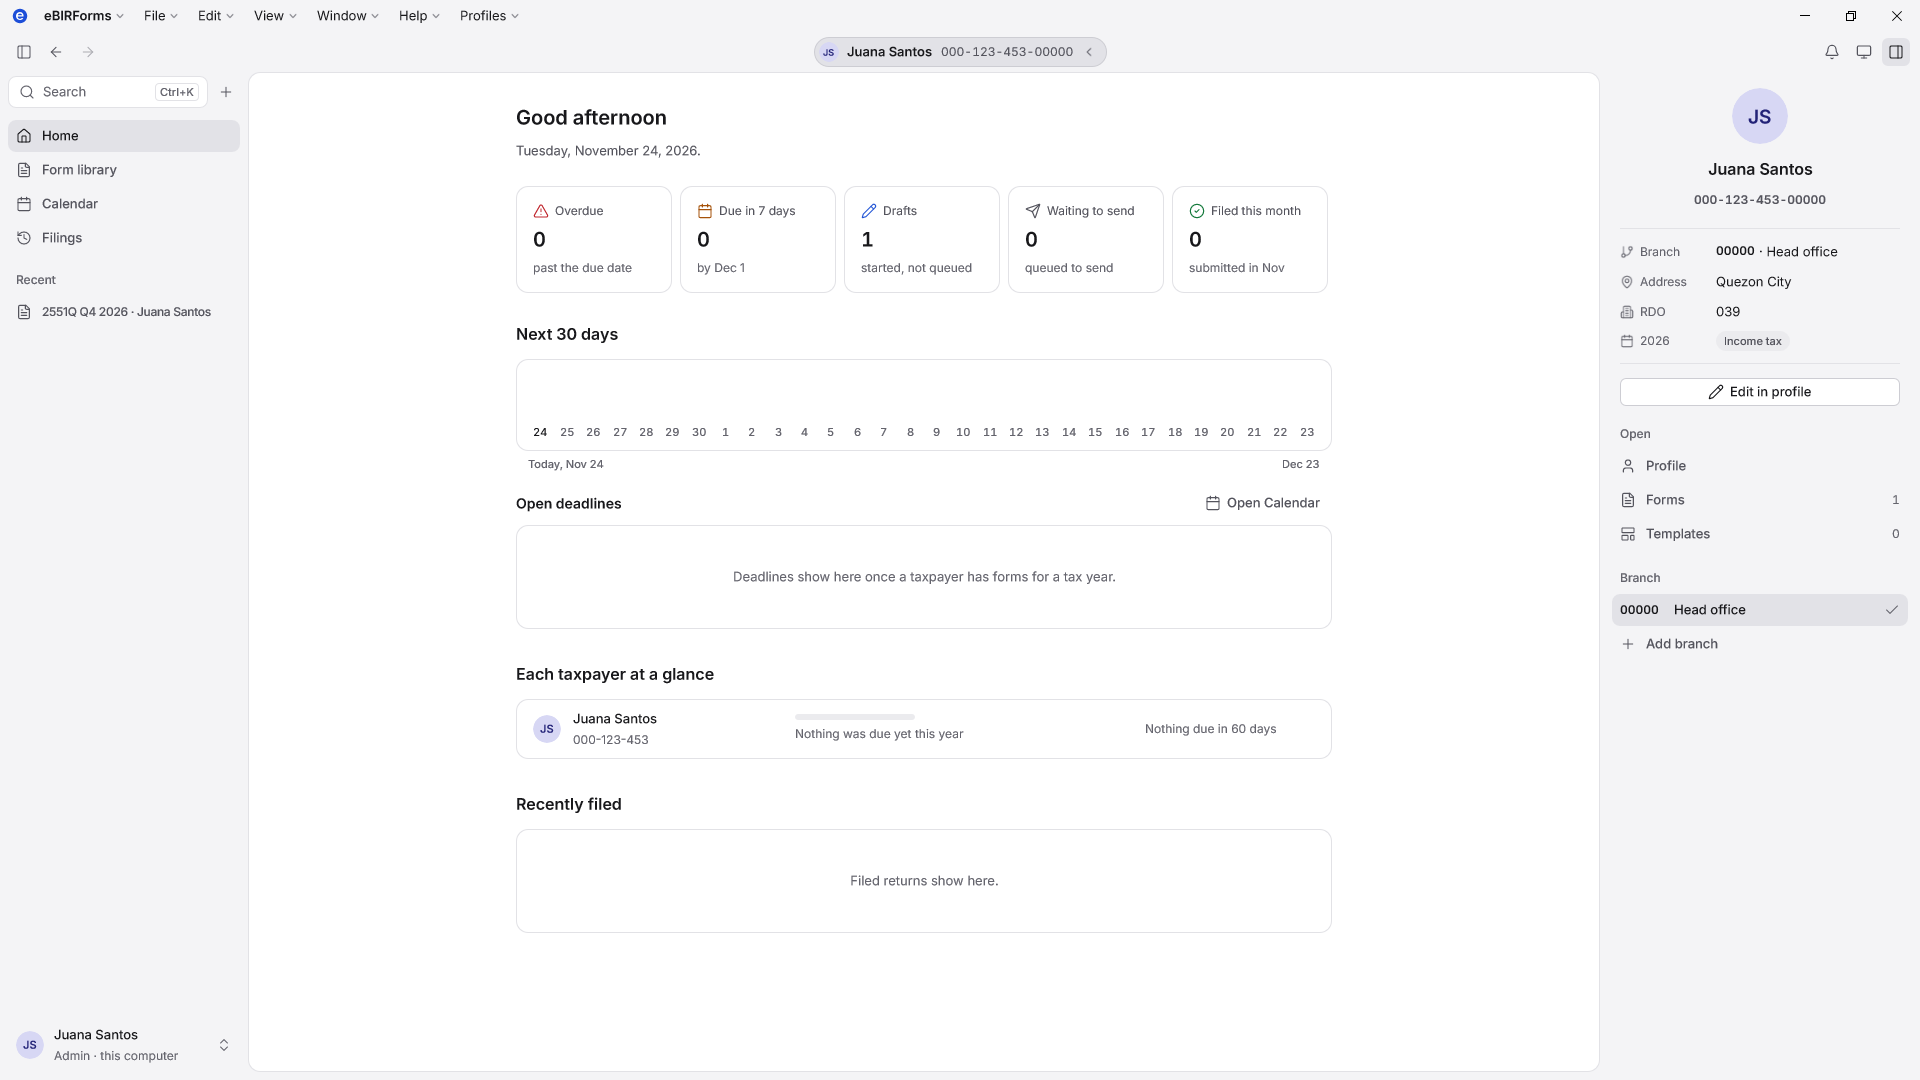 eBIRForms File Edit View Window Help Profiles
JS Juana Santos 000-123-453-00000
Search Ctrl+K
Home
Form library
Calendar
Filings
Recent
2551Q Q4 2026 · Juana Santos
JS Juana Santos
Admin · this computer
Good afternoon
Tuesday, November 24, 2026.
Overdue
0
past the due date
Due in 7 days
0
by Dec 1
Drafts
1
started, not queued
Waiting to send
0
queued to send
Filed this month
0
submitted in Nov
Next 30 days
24 25 26 27 28 29 30 1 2 3 4 5 6 7 8 9 10 11 12 13 14 15 16 17 18 19 20 21 22 23
Today, Nov 24 Dec 23
Open deadlines Open Calendar
Deadlines show here once a taxpayer has forms for a tax year.
Each taxpayer at a glance
JS Juana Santos
000-123-453
Nothing was due yet this year
Nothing due in 60 days
Recently filed
Filed returns show here.
JS
Juana Santos
000-123-453-00000
Branch 00000 · Head office
Address Quezon City
RDO 039
2026 Income tax
Edit in profile
Open
Profile
Forms 1
Templates 0
Branch
00000 Head office
Add branch